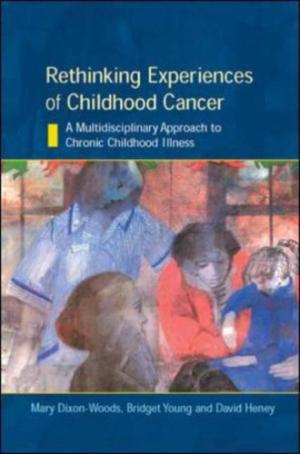 Rethinking Experiences
of Childhood Cancer
A Multidisciplinary Approach to
Chronic Childhood Illness
Mary Dixon-Woods, Bridget Young and David Heney